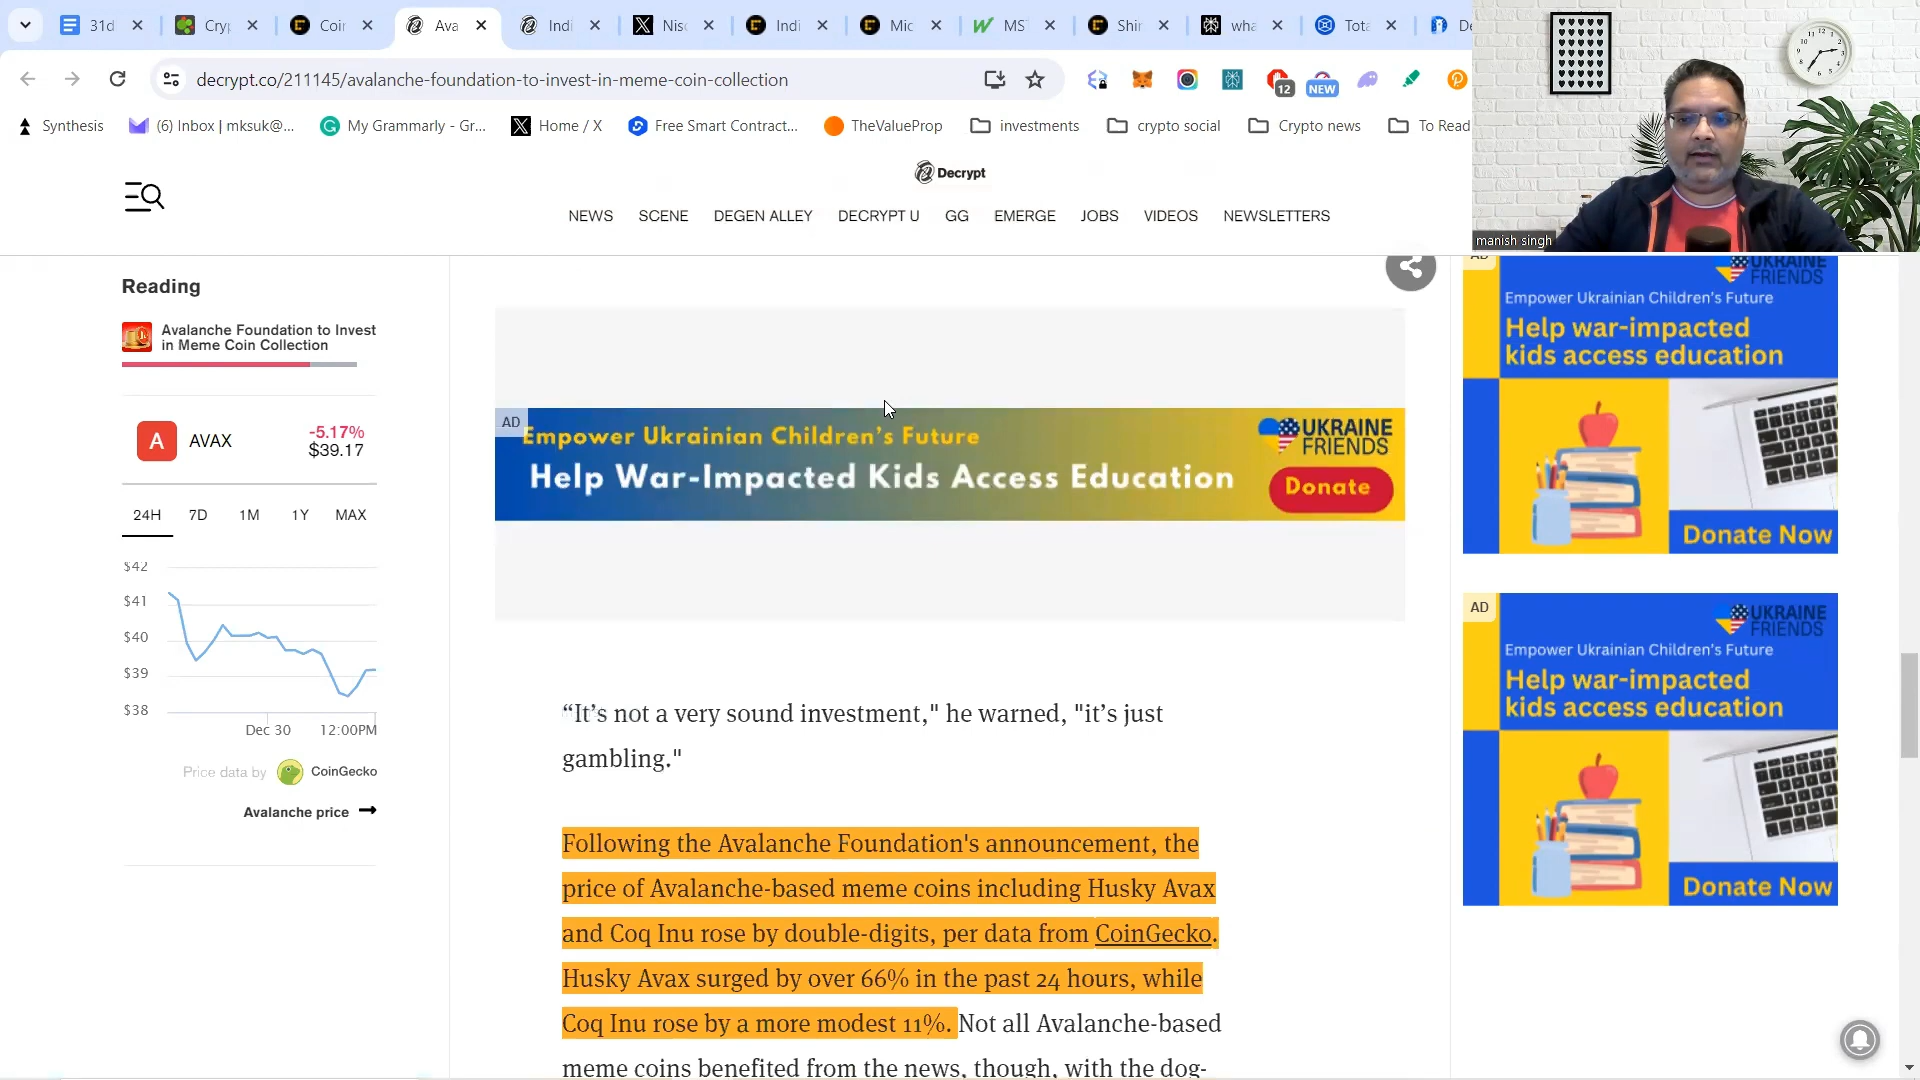 31d
Cryp
Coin
Ava
Indi
Nisc
Indi
Mic
MS
Shir
wha
Tota
De
decrypt.co/211145/avalanche-foundation-to-invest-in-meme-coin-collection
12
NEW
Synthesis
(6) Inbox | mksuk@...
My Grammarly - Gr...
Home / X
Free Smart Contract...
TheValueProp
investments
crypto social
Crypto news
To Read
manish singh
Decrypt
NEWS
SCENE
DEGEN ALLEY
DECRYPT U
GG
EMERGE
JOBS
VIDEOS
NEWSLETTERS
Reading
Avalanche Foundation to Invest
in Meme Coin Collection
A
AVAX
-5.17%
$39.17
24H
7D
1M
1Y
MAX
$42
$41
$40
$39
$38
Dec 30
12:00PM
Price data by
CoinGecko
Avalanche price
AD
Empower Ukrainian Children's Future
Help War-Impacted Kids Access Education
UKRAINE
FRIENDS
Donate
“It’s not a very sound investment," he warned, "it’s just
gambling."
Following the Avalanche Foundation's announcement, the
price of Avalanche-based meme coins including Husky Avax
and Coq Inu rose by double-digits, per data from CoinGecko.
Husky Avax surged by over 66% in the past 24 hours, while
Coq Inu rose by a more modest 11%. Not all Avalanche-based
meme coins benefited from the news, though, with the dog-
AD
UKRAINE
FRIENDS
Empower Ukrainian Children's Future
Help war-impacted
kids access education
Donate Now
AD
UKRAINE
FRIENDS
Empower Ukrainian Children's Future
Help war-impacted
kids access education
Donate Now